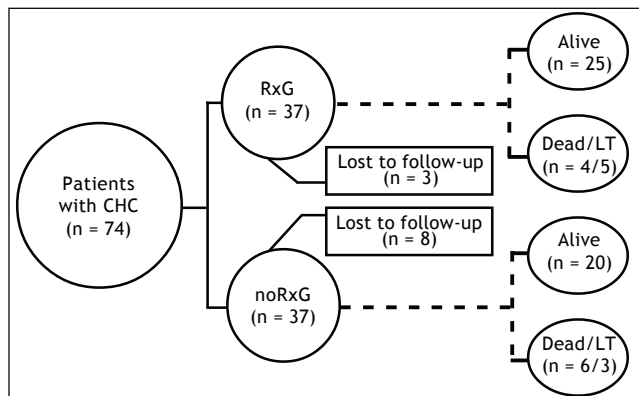 Patients
with CHC
(n = 74)
RxG
(n = 37)
Lost to follow-up
(n = 3)
Alive
(n = 25)
Dead/LT
(n = 4/5)
Lost to follow-up
(n = 8)
noRxG
(n = 37)
Alive
(n = 20)
Dead/LT
(n = 6/3)